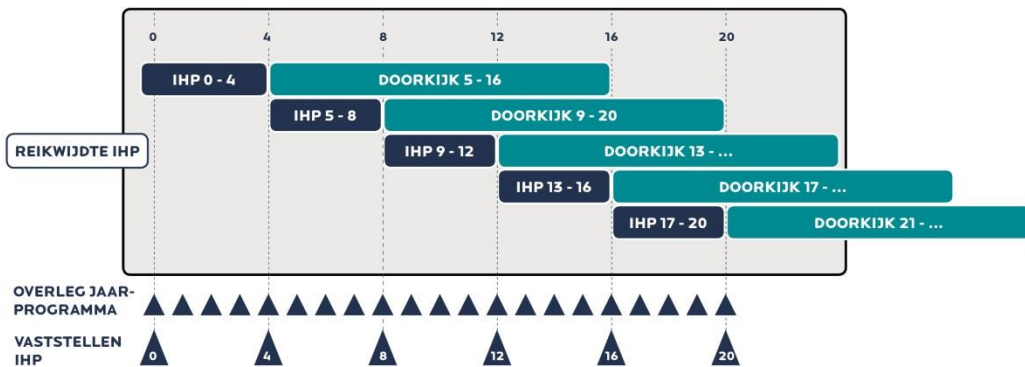 0 4 8 12 16 20
IHP 0 - 4 DOORKIJK 5 - 16
IHP 5 - 8 DOORKIJK 9 - 20
REIKWIJDTE IHP
IHP 9 - 12 DOORKIJK 13 - ...
IHP 13 - 16 DOORKIJK 17 - ...
IHP 17 - 20 DOORKIJK 21 - ...
OVERLEG JAAR-
PROGRAMMA
VASTSTELLEN
IHP
0 4 8 12 16 20